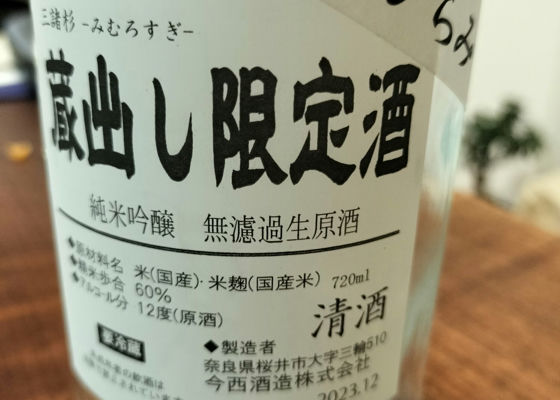 三諸杉 -みむろすぎ-
ちみ
蔵出し限定酒
純米吟醸 無濾過生原酒
◆原材料名 米(国産)・米麹(国産米) 720ml
◆精米歩合 60%
◆アルコール分 12度(原酒)
清酒
要冷蔵
◆製造者
奈良県桜井市大字三輪510
今西酒造株式会社
2023.12